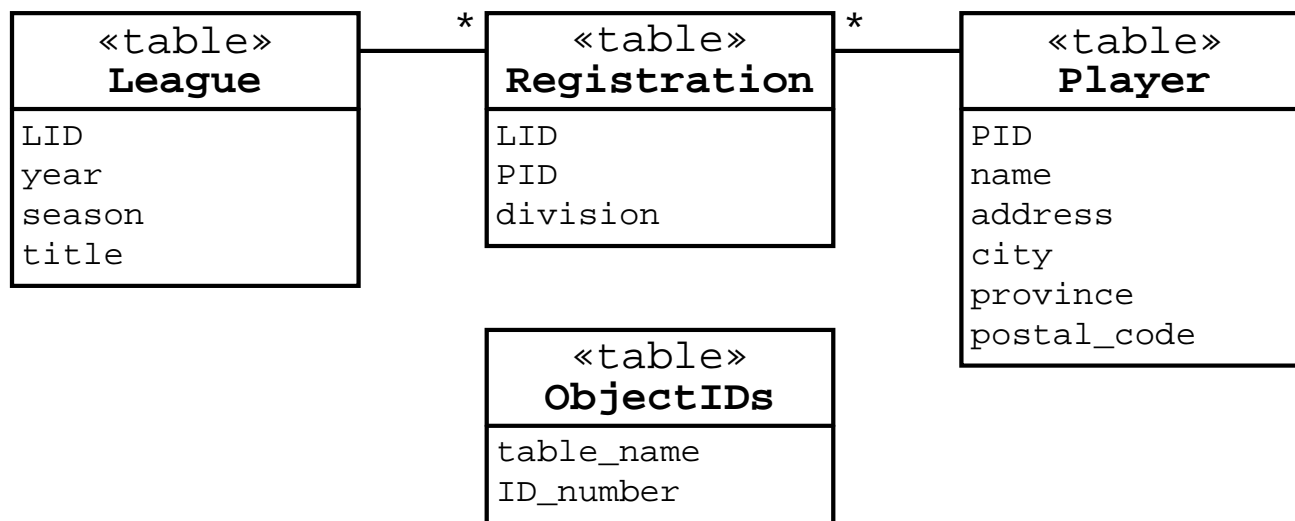 «table»
League
LID
year
season
title
*
«table»
Registration
LID
PID
division
*
«table»
Player
PID
name
address
city
province
postal_code
«table»
ObjectIDs
table_name
ID_number